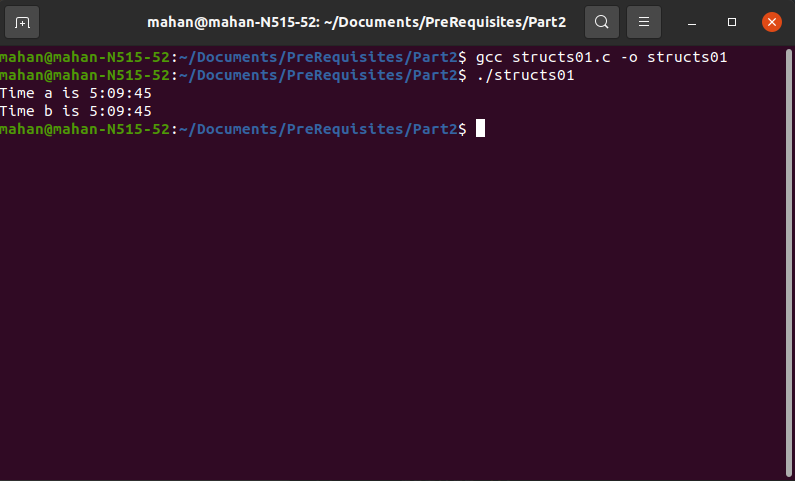 mahan@mahan-N515-52: ~/Documents/PreRequisites/Part2
mahan@mahan-N515-52:~/Documents/PreRequisites/Part2$ gcc structs01.c -o structs01
mahan@mahan-N515-52:~/Documents/PreRequisites/Part2$ ./structs01
Time a is 5:09:45
Time b is 5:09:45
mahan@mahan-N515-52:~/Documents/PreRequisites/Part2$